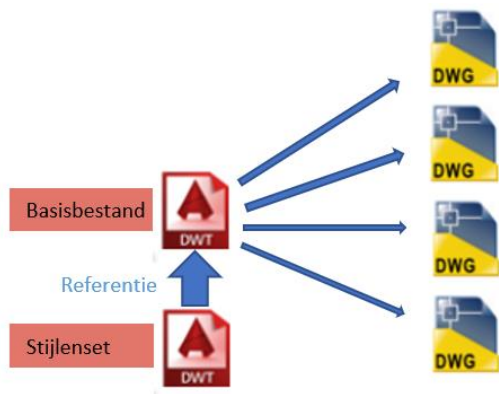 DWG
DWG
Basisbestand
DWT
DWG
Referentie
Stijlenset
DWT
DWG